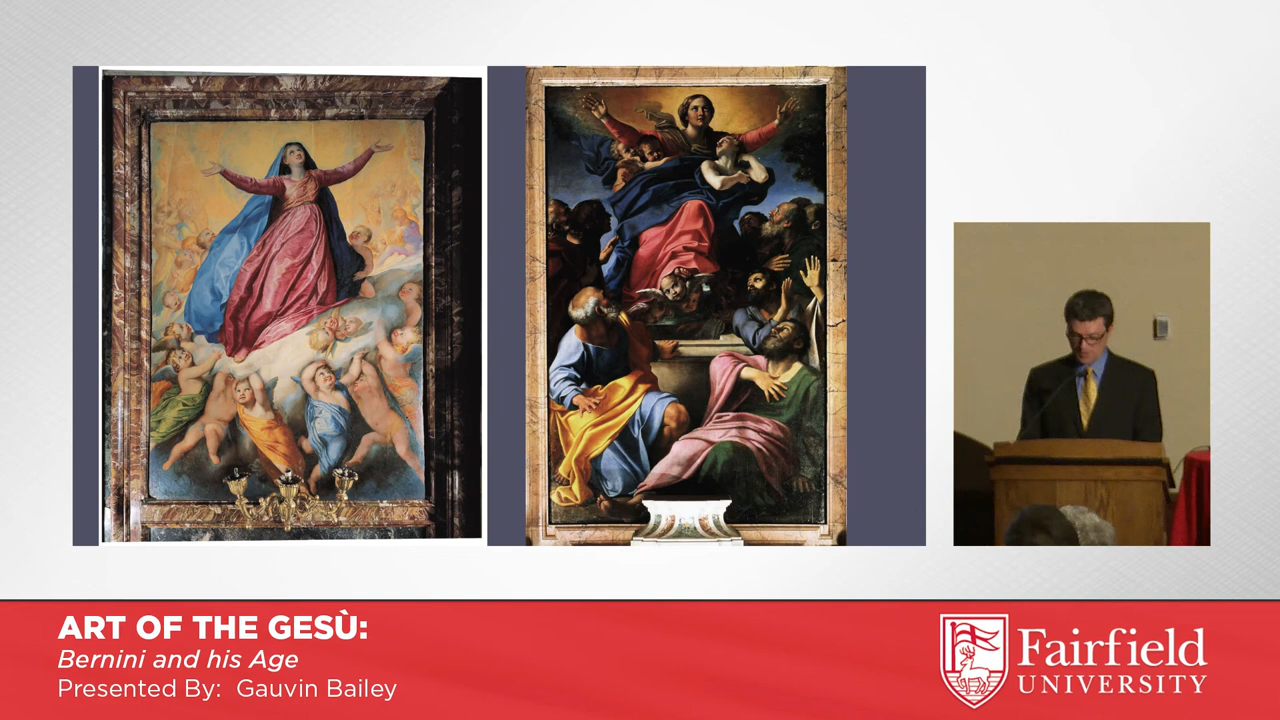 ART OF THE GESÙ:
Bernini and his Age
Presented By: Gauvin Bailey
Fairfield
UNIVERSITY